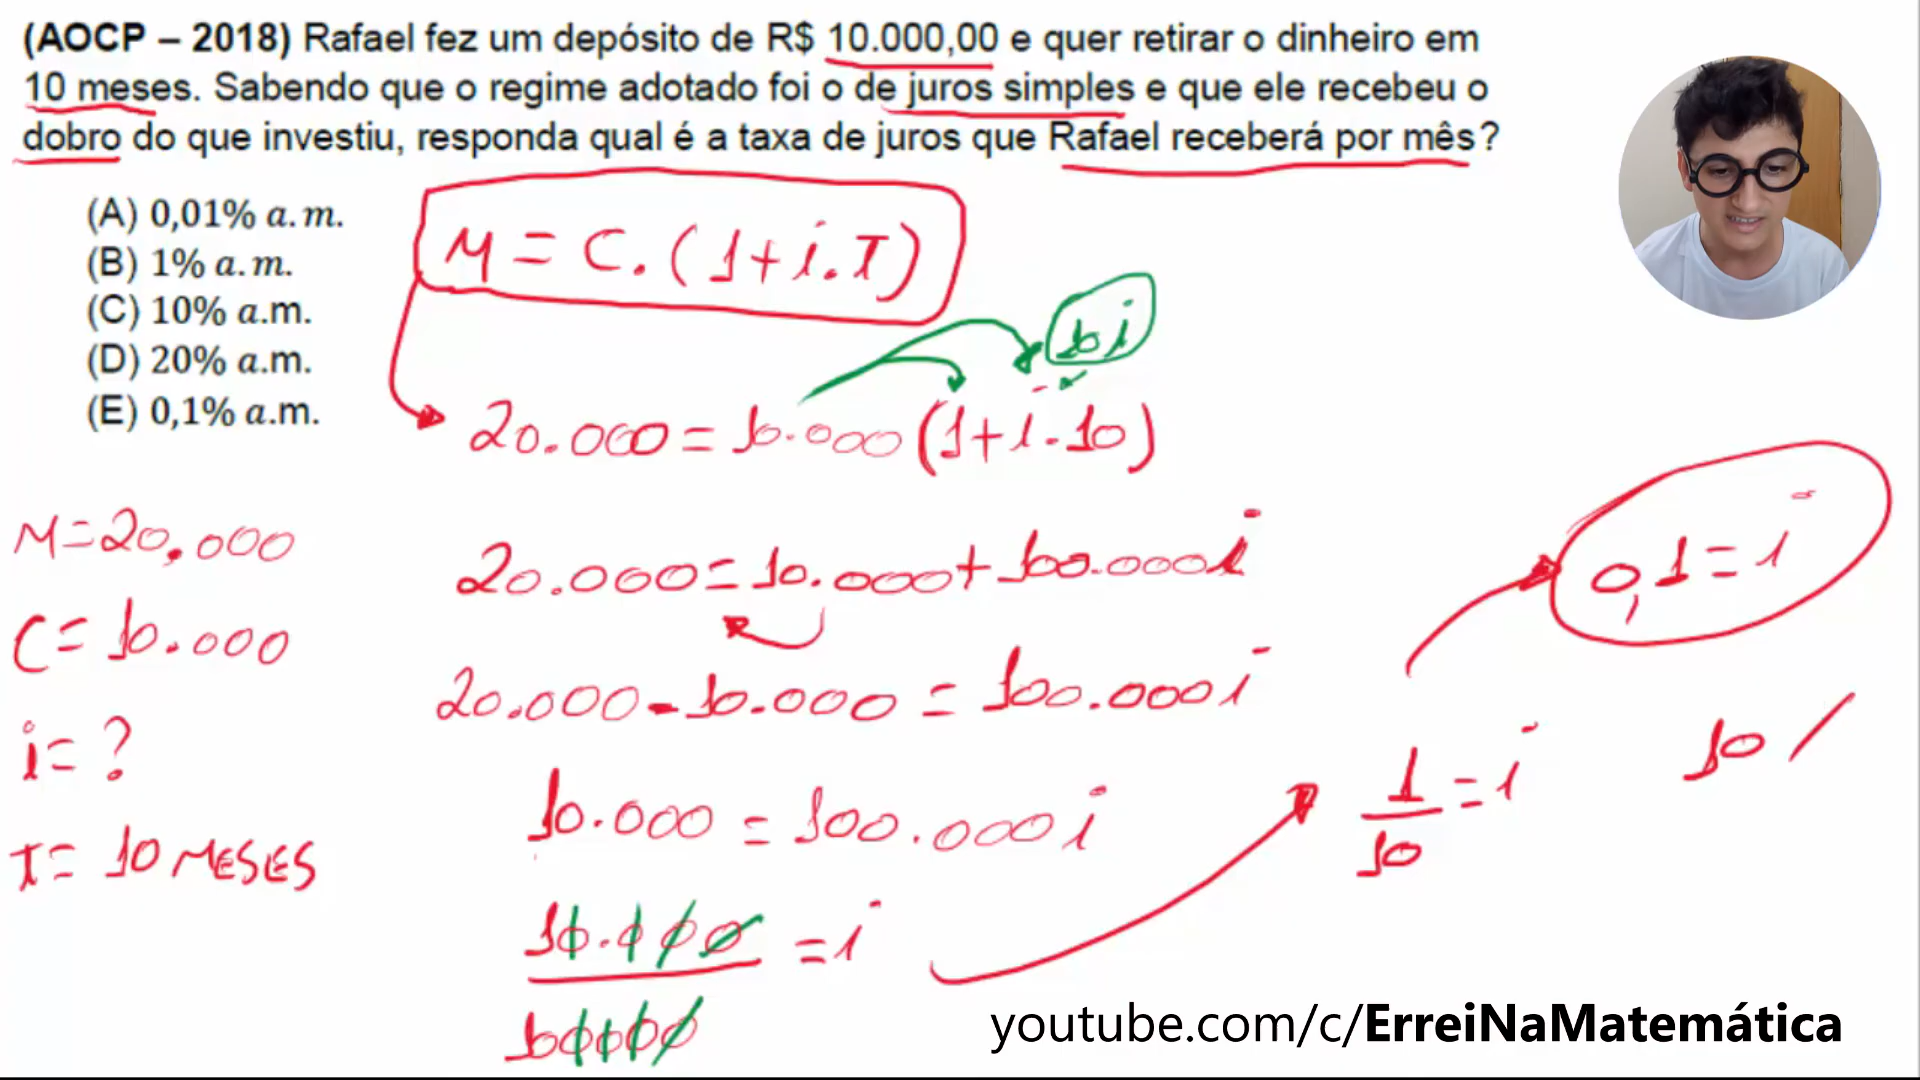 (AOCP – 2018) Rafael fez um depósito de R$ 10.000,00 e quer retirar o dinheiro em
10 meses. Sabendo que o regime adotado foi o de juros simples e que ele recebeu o
dobro do que investiu, responda qual é a taxa de juros que Rafael receberá por mês?
(A) 0,01% a.m.
(B) 1% a.m.
(C) 10% a.m.
(D) 20% a.m.
(E) 0,1% a.m.
M = C.(1+i.T)
10i
20.000 = 10.000 (1+i.10)
M=20.000
C=10.000
i=?
T=10 MESES
20.000=10.000+100.000i
20.000-10.000=100.000i
10.000=100.000i
10.000
=i
100000
1
=i
10
0,1=i
10 /
youtube.com/c/ErreiNaMatemática